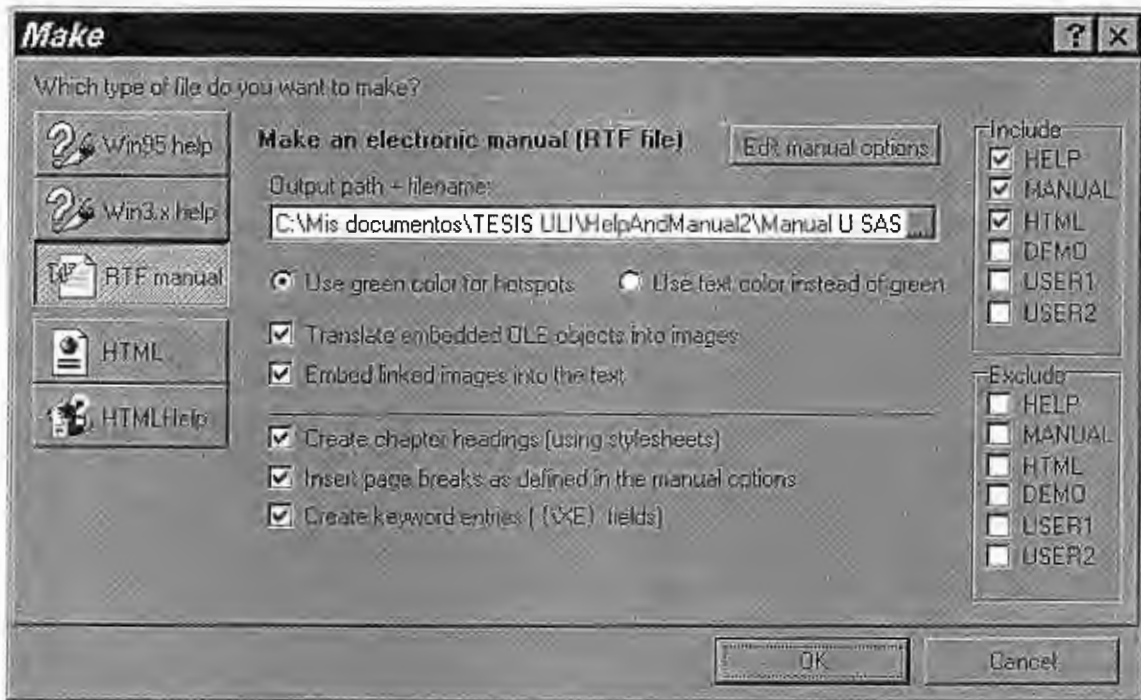 Make
Which type of file do you want to make?
Win95 help
Win3.x help
RTF manual
HTML
HTMLHelp
Make an electronic manual (RTF file)
Edit manual options
Output path + filename:
C:\Mis documentos\TESIS ULI\HelpAndManual2\Manual U SAS ...
Use green color for hotspots
Use text color instead of green
Translate embedded OLE objects into images
Embed linked images into the text
Create chapter headings (using stylesheets)
Insert page breaks as defined in the manual options
Create keyword entries ( {\XE} fields)
Include
HELP
MANUAL
HTML
DEMO
USER1
USER2
Exclude
HELP
MANUAL
HTML
DEMO
USER1
USER2
OK
Cancel